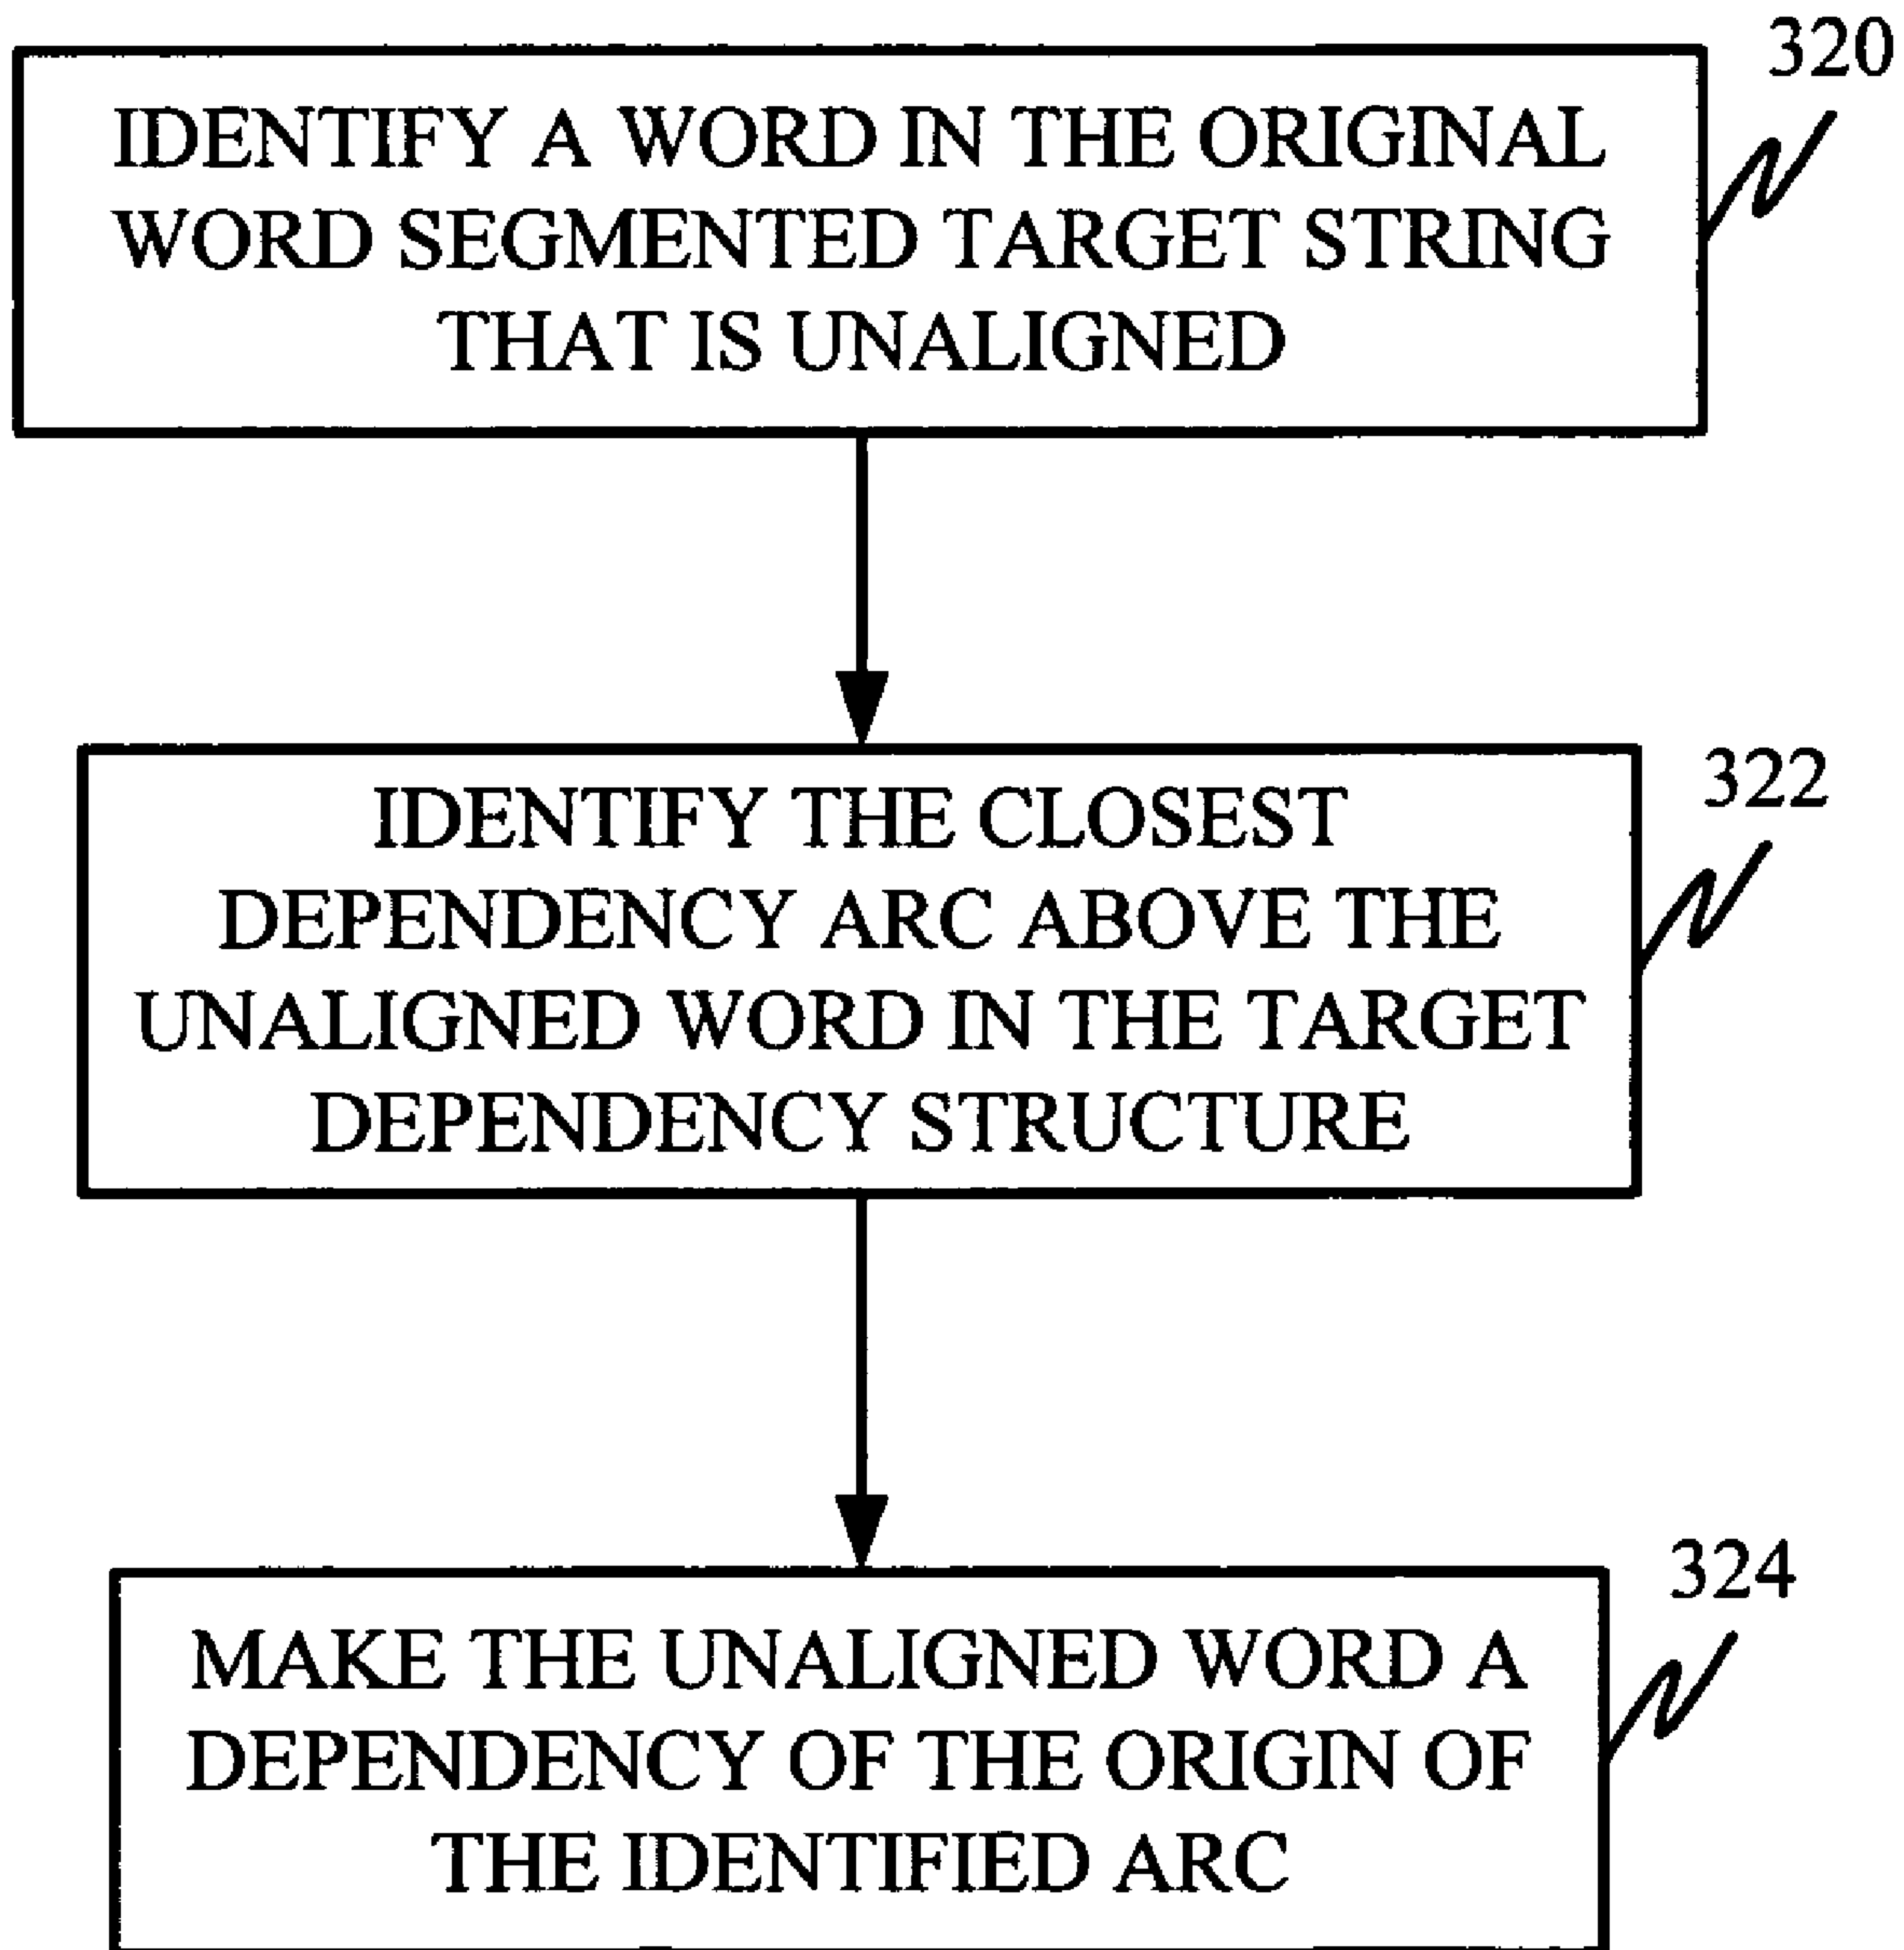 320
IDENTIFY A WORD IN THE ORIGINAL
WORD SEGMENTED TARGET STRING
THAT IS UNALIGNED
322
IDENTIFY THE CLOSEST
DEPENDENCY ARC ABOVE THE
UNALIGNED WORD IN THE TARGET
DEPENDENCY STRUCTURE
324
MAKE THE UNALIGNED WORD A
DEPENDENCY OF THE ORIGIN OF
THE IDENTIFIED ARC